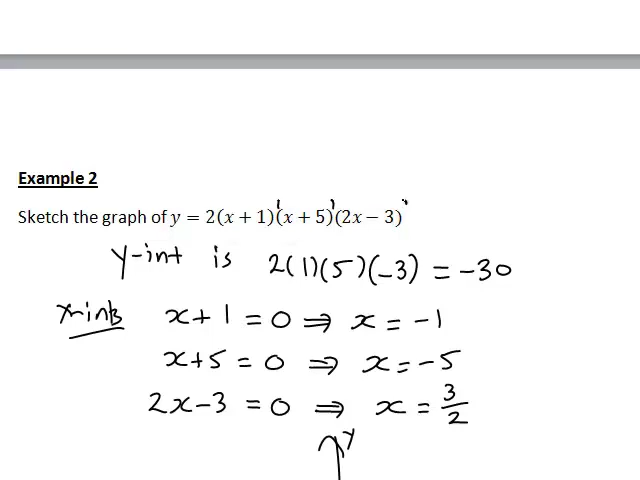 Example 2
Sketch the graph of y = 2(x + 1)(x + 5)(2x − 3)
y-int is 2(1)(5)(-3) = -30
x-ints x+1 = 0 ⇒ x = -1
x+5 = 0 ⇒ x = -5
2x-3 = 0 ⇒ x = 3/2
y